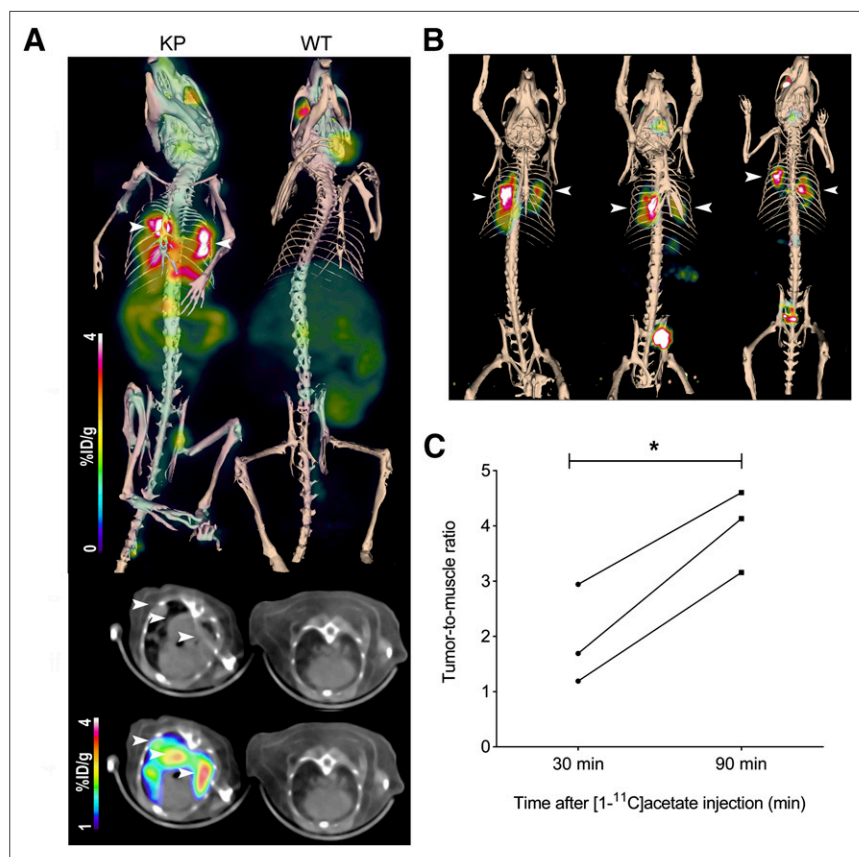 A
KP
WT
4
%ID/g
0
4
%ID/g
1
B
C
*
5
4
3
2
1
0
Tumor-to-muscle ratio
30 min
90 min
Time after [1-¹¹C]acetate injection (min)